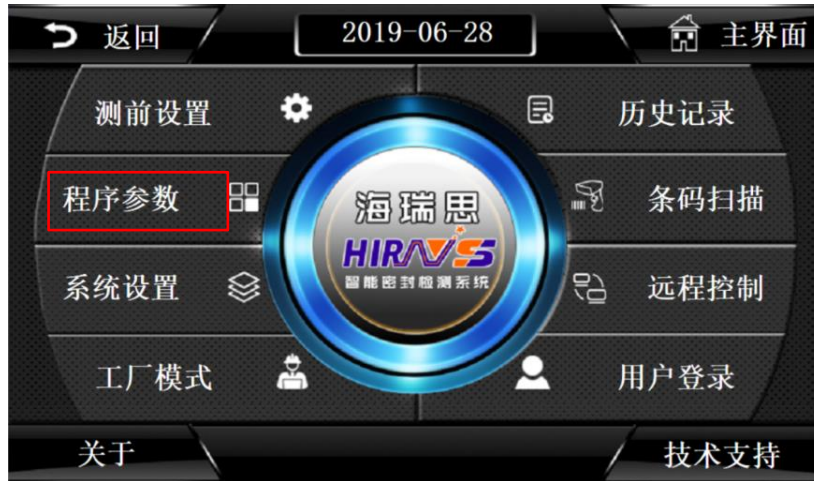 返回
2019-06-28
主界面
测前设置
历史记录
程序参数
条码扫描
海瑞思
HIRAYS
智能密封检测系统
系统设置
远程控制
工厂模式
用户登录
关于
技术支持